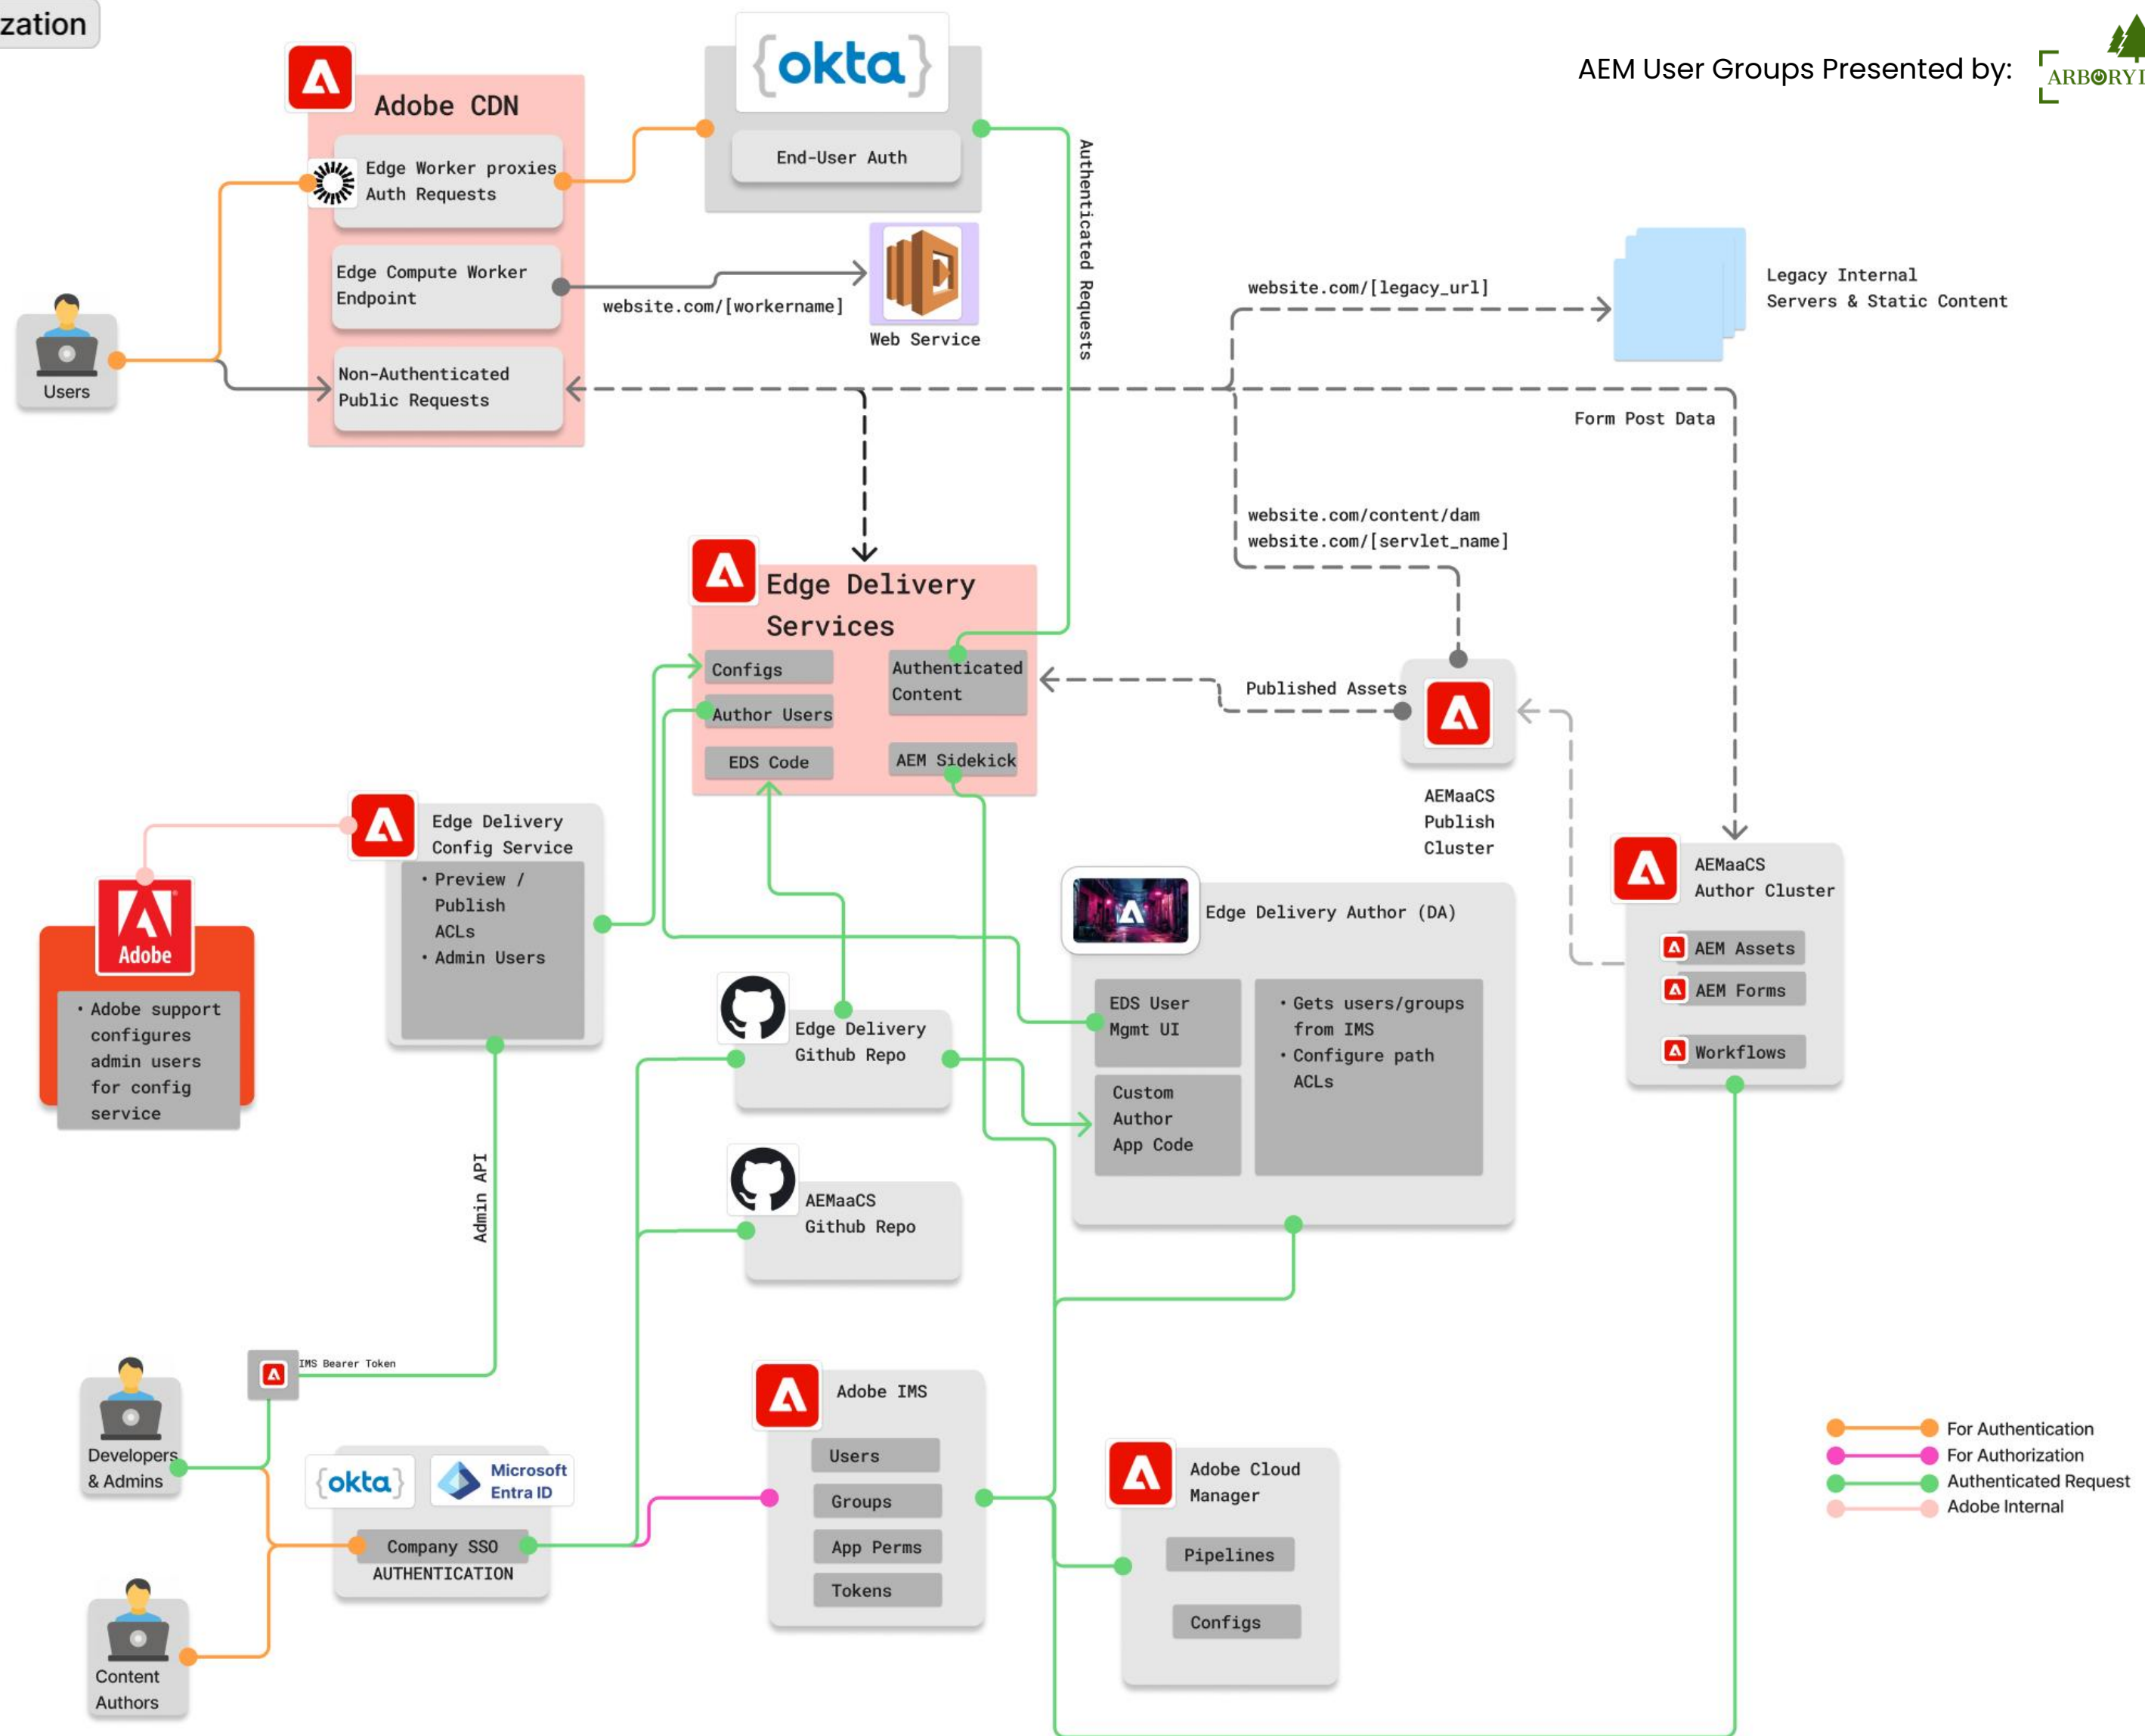 zation
AEM User Groups Presented by:
Adobe CDN
Edge Worker proxies
Auth Requests
Edge Compute Worker
Endpoint
Non-Authenticated
Public Requests
{okta}
End-User Auth
Authenticated Requests
Users
website.com/[workername]
Web Service
website.com/[legacy_url]
Legacy Internal
Servers & Static Content
Form Post Data
website.com/content/dam
website.com/[servlet_name]
Edge Delivery
Services
Configs
Author Users
EDS Code
Authenticated
Content
AEM Sidekick
Published Assets
AEMaaCS
Publish
Cluster
AEMaaCS
Author Cluster
AEM Assets
AEM Forms
Workflows
Edge Delivery
Config Service
• Preview /
Publish
ACLs
• Admin Users
Adobe
• Adobe support
configures
admin users
for config
service
Edge Delivery Author (DA)
EDS User
Mgmt UI
Custom
Author
App Code
• Gets users/groups
from IMS
• Configure path
ACLs
Edge Delivery
Github Repo
AEMaaCS
Github Repo
Admin API
IMS Bearer Token
Developers
& Admins
Content
Authors
{okta}
Microsoft
Entra ID
Company SSO
AUTHENTICATION
Adobe IMS
Users
Groups
App Perms
Tokens
Adobe Cloud
Manager
Pipelines
Configs
For Authentication
For Authorization
Authenticated Request
Adobe Internal